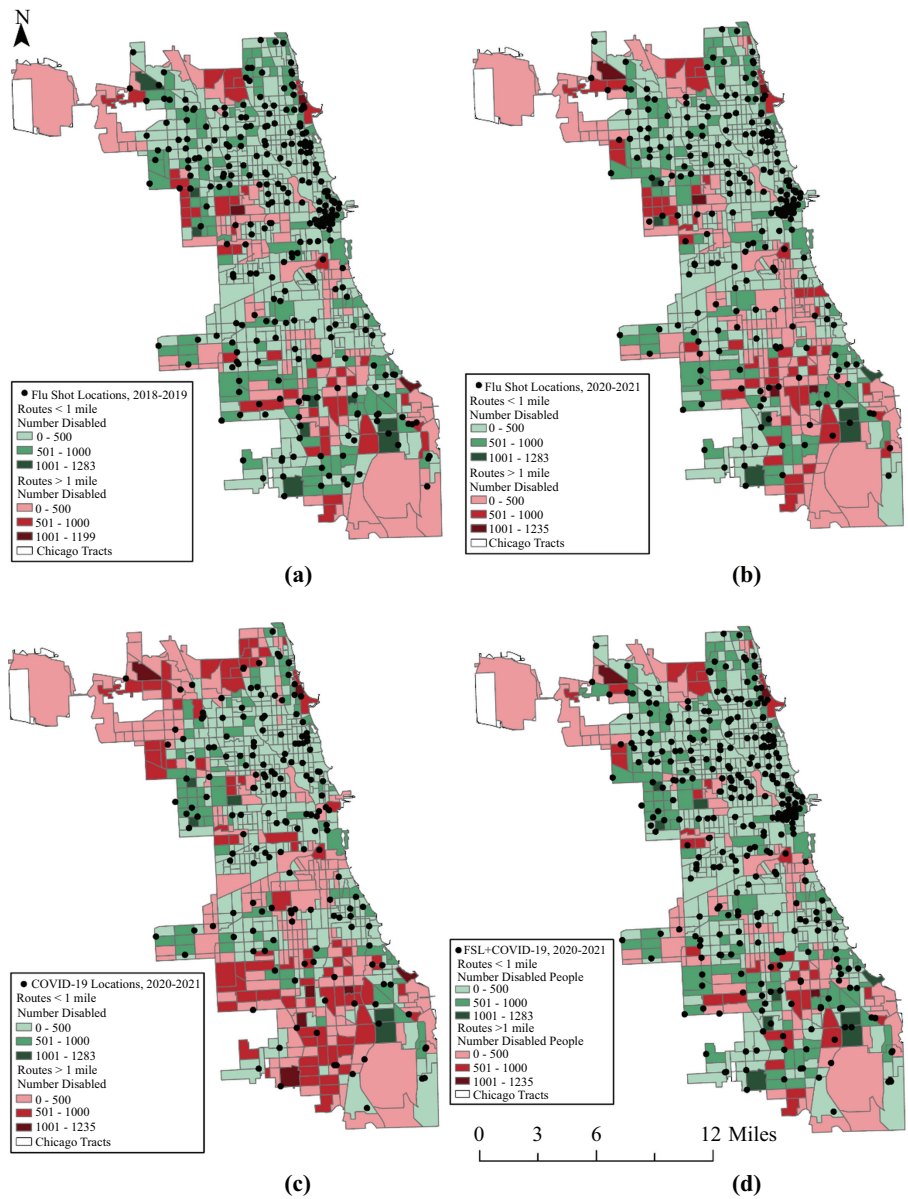 N
Flu Shot Locations, 2018-2019
Routes < 1 mile
Number Disabled
0 - 500
501 - 1000
1001 - 1283
Routes > 1 mile
Number Disabled
0 - 500
501 - 1000
1001 - 1199
Chicago Tracts
(a)
Flu Shot Locations, 2020-2021
Routes < 1 mile
Number Disabled
0 - 500
501 - 1000
1001 - 1283
Routes > 1 mile
Number Disabled
0 - 500
501 - 1000
1001 - 1235
Chicago Tracts
(b)
COVID-19 Locations, 2020-2021
Routes < 1 mile
Number Disabled
0 - 500
501 - 1000
1001 - 1283
Routes > 1 mile
Number Disabled
0 - 500
501 - 1000
1001 - 1235
Chicago Tracts
(c)
FSL+COVID-19, 2020-2021
Routes < 1 mile
Number Disabled People
0 - 500
501 - 1000
1001 - 1283
Routes >1 mile
Number Disabled People
0 - 500
501 - 1000
1001 - 1235
Chicago Tracts
0 3 6 12 Miles
(d)